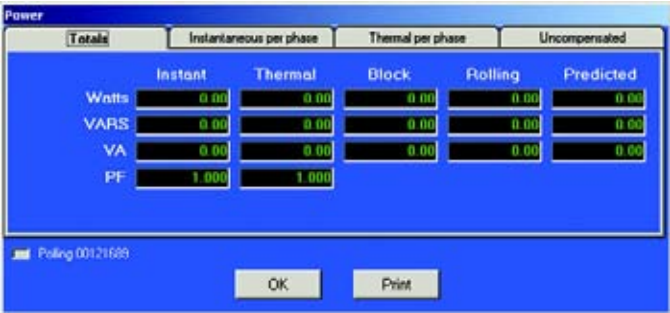 Power
Totals Instantaneous per phase Thermal per phase Uncompensated
Instant Thermal Block Rolling Predicted
Watts 0.00 0.00 0.00 0.00 0.00
VARS 0.00 0.00 0.00 0.00 0.00
VA 0.00 0.00 0.00 0.00 0.00
PF 1.000 1.000
Polling 00121689
OK Print